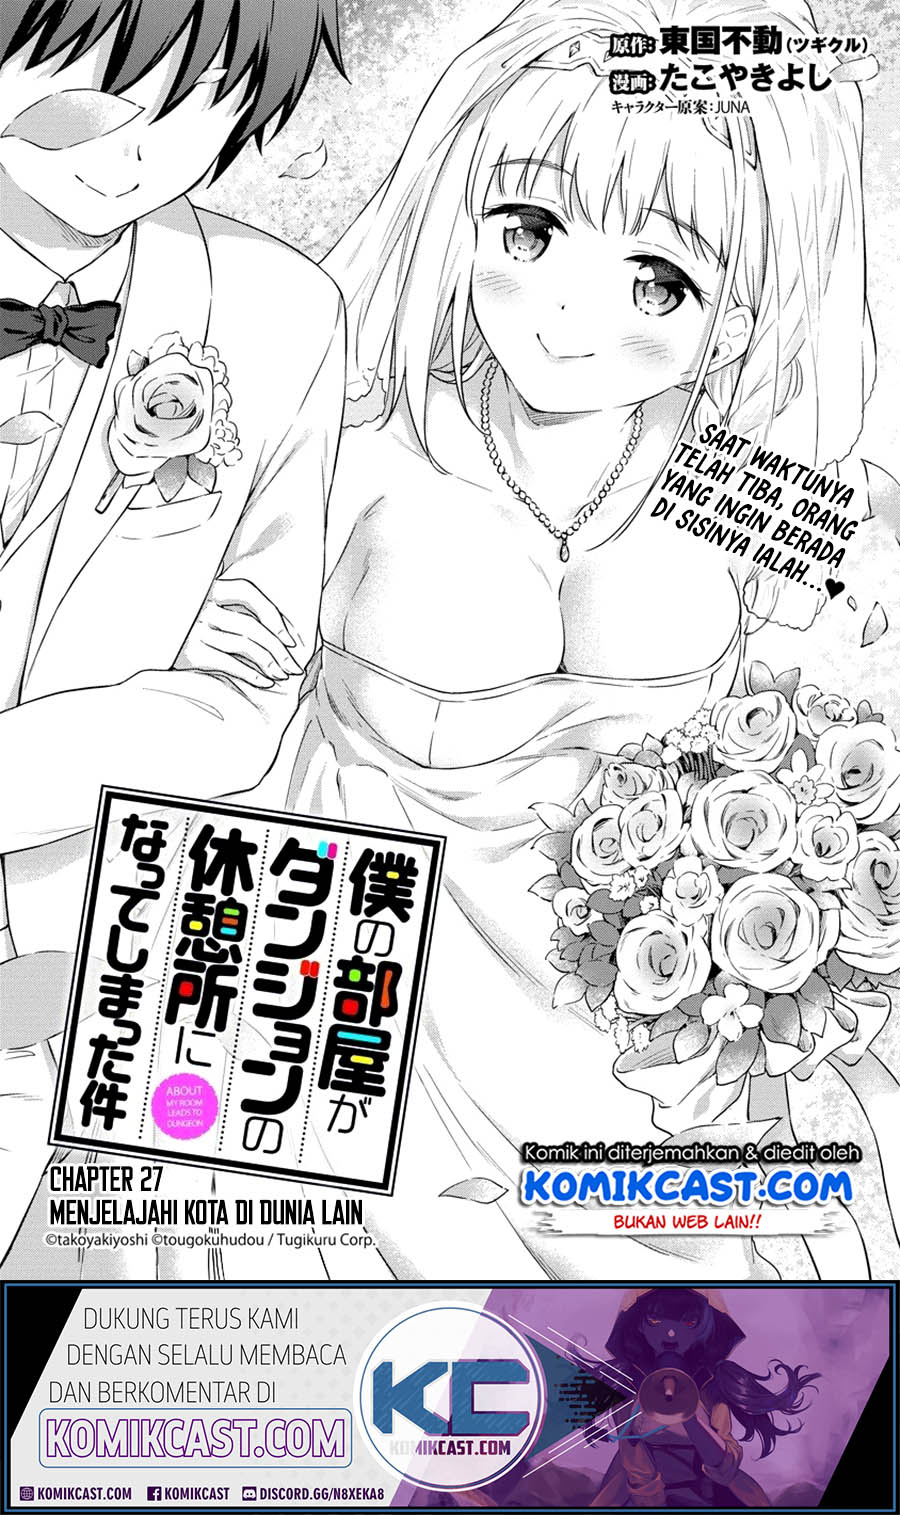 原作:東国不動(ツギクル)
漫画:たこやきよし
キャラクター原案:JUNA
SAAT WAKTUNYA
TELAH TIBA, ORANG
YANG INGIN BERADA
DI SISINYA IALAH...♥
僕の部屋が
ダンジョンの
休憩所に
なってしまった件
ABOUT
MY ROOM
LEADS TO
DUNGEON
CHAPTER 27
MENJELAJAHI KOTA DI DUNIA LAIN
©takoyakiyoshi ©tougokuhudou / Tugikuru Corp.
Komik ini diterjemahkan & diedit oleh
KOMIKCAST.COM
BUKAN WEB LAIN!!
DUKUNG TERUS KAMI
DENGAN SELALU MEMBACA
DAN BERKOMENTAR DI
KOMIKCAST.COM
KOMIKCAST.COM
KOMIKCAST
DISCORD.GG/N8XEKA8
KC
KOMIKCAST.COM